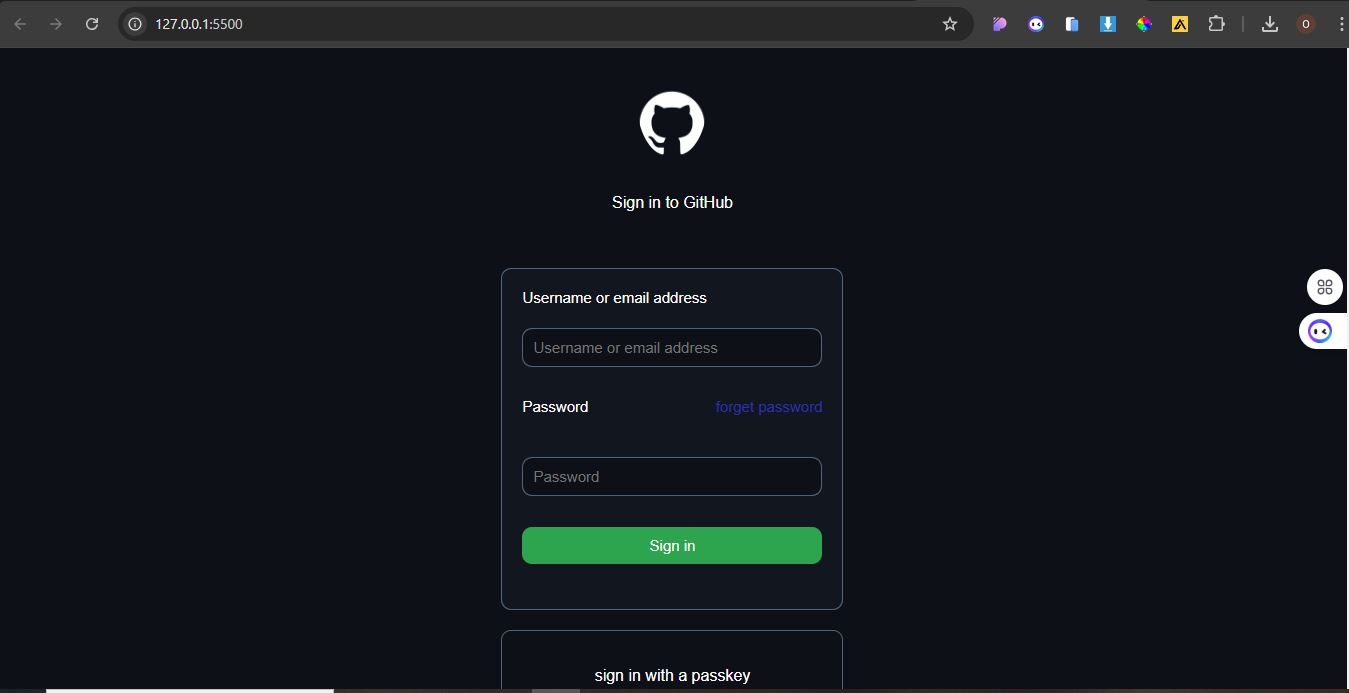 127.0.0.1:5500
O
Sign in to GitHub
Username or email address
Username or email address
Password forget password
Password
Sign in
sign in with a passkey